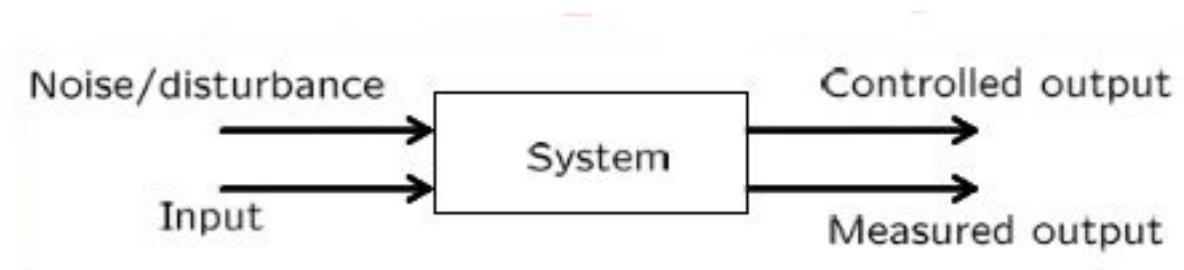 Noise/disturbance
Controlled output
System
Input
Measured output